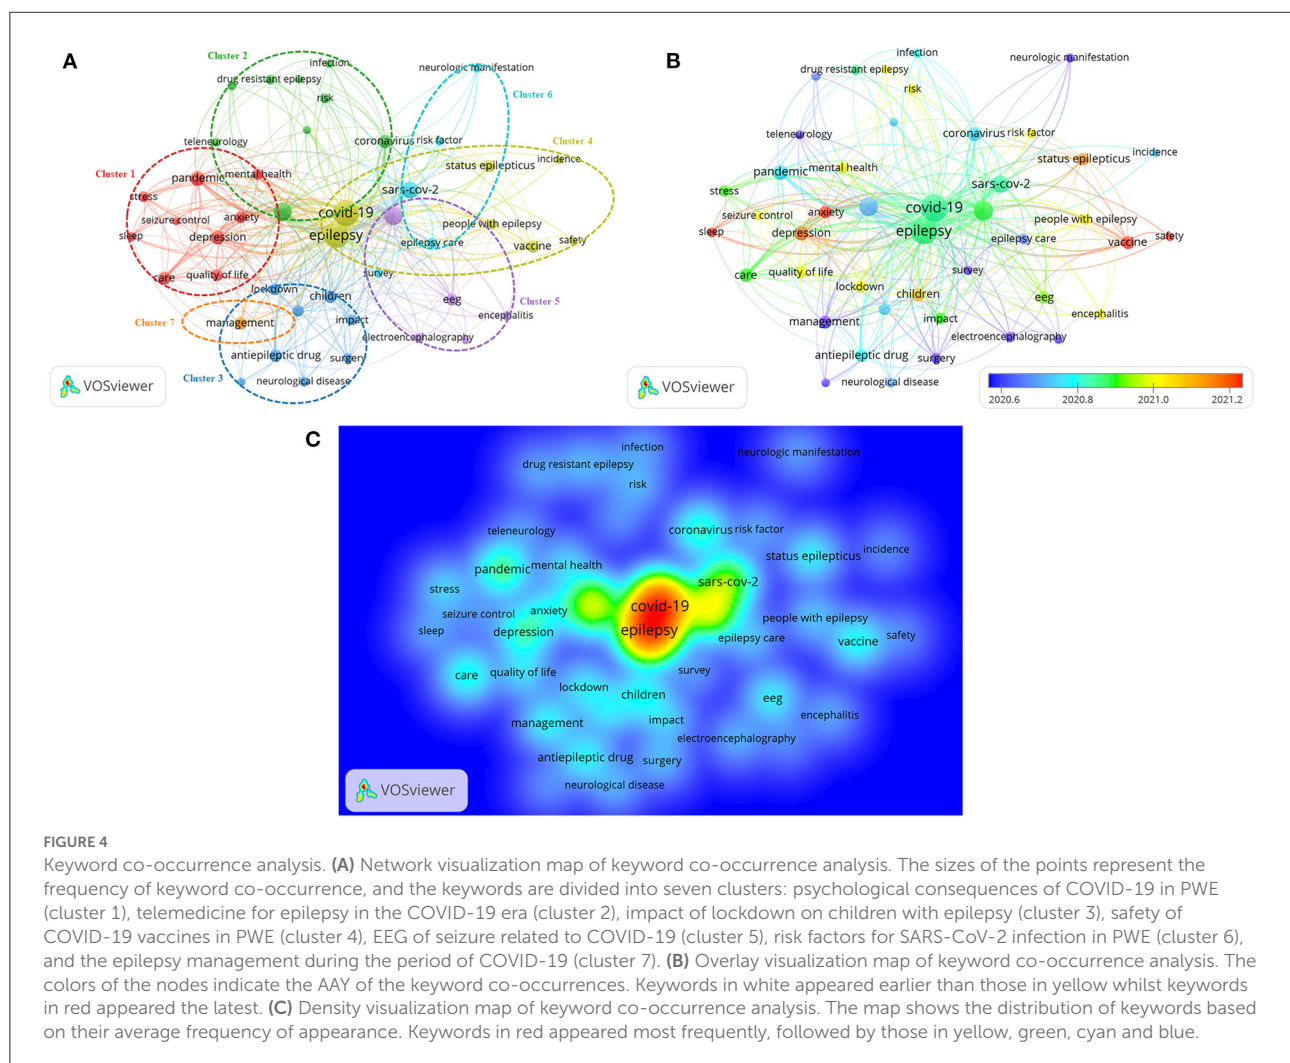 A
Cluster 2
infection
neurologic manifestation
drug resistant epilepsy
Cluster 6
risk
teleneurology
coronavirus
risk factor
Cluster 4
Cluster 1
pandemic
mental health
status epilepticus
incidence
stress
sars-cov-2
seizure control
anxiety
covid-19
people with epilepsy
sleep
depression
epilepsy
epilepsy care
vaccine
safety
care
quality of life
survey
lockdown
children
eeg
Cluster 5
Cluster 7
management
impact
encephalitis
electroencephalography
antiepileptic drug
surgery
Cluster 3
neurological disease
VOSviewer
B
infection
neurologic manifestation
drug resistant epilepsy
risk
teleneurology
coronavirus
risk factor
pandemic
mental health
status epilepticus
incidence
stress
sars-cov-2
seizure control
anxiety
covid-19
people with epilepsy
sleep
depression
epilepsy
epilepsy care
vaccine
safety
care
quality of life
survey
lockdown
children
eeg
management
impact
encephalitis
electroencephalography
antiepileptic drug
surgery
neurological disease
VOSviewer
2020.6 2020.8 2021.0 2021.2
C
infection
neurologic manifestation
drug resistant epilepsy
risk
teleneurology
coronavirus
risk factor
pandemic
mental health
status epilepticus
incidence
stress
sars-cov-2
seizure control
anxiety
covid-19
people with epilepsy
sleep
depression
epilepsy
epilepsy care
vaccine
safety
care
quality of life
survey
lockdown
children
eeg
management
impact
encephalitis
electroencephalography
antiepileptic drug
surgery
neurological disease
VOSviewer
FIGURE 4
Keyword co-occurrence analysis. (A) Network visualization map of keyword co-occurrence analysis. The sizes of the points represent the
frequency of keyword co-occurrence, and the keywords are divided into seven clusters: psychological consequences of COVID-19 in PWE
(cluster 1), telemedicine for epilepsy in the COVID-19 era (cluster 2), impact of lockdown on children with epilepsy (cluster 3), safety of
COVID-19 vaccines in PWE (cluster 4), EEG of seizure related to COVID-19 (cluster 5), risk factors for SARS-CoV-2 infection in PWE (cluster 6),
and the epilepsy management during the period of COVID-19 (cluster 7). (B) Overlay visualization map of keyword co-occurrence analysis. The
colors of the nodes indicate the AAY of the keyword co-occurrences. Keywords in white appeared earlier than those in yellow whilst keywords
in red appeared the latest. (C) Density visualization map of keyword co-occurrence analysis. The map shows the distribution of keywords based
on their average frequency of appearance. Keywords in red appeared most frequently, followed by those in yellow, green, cyan and blue.